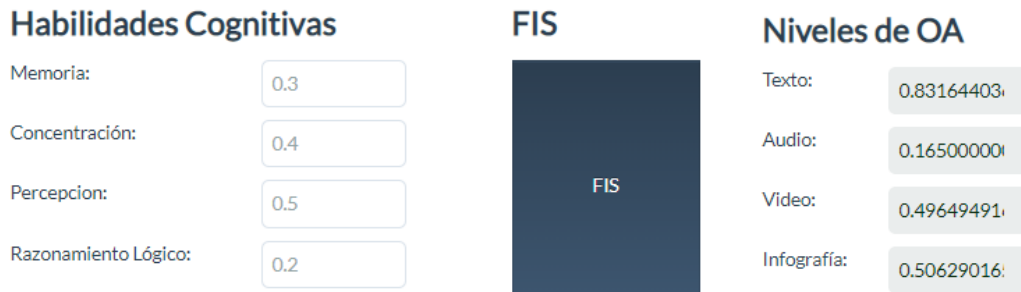 Habilidades Cognitivas
Memoria:
0.3
Concentración:
0.4
Percepcion:
0.5
Razonamiento Lógico:
0.2
FIS
FIS
Niveles de OA
Texto:
0.83164403
Audio:
0.16500000
Video:
0.49649491
Infografía:
0.50629016